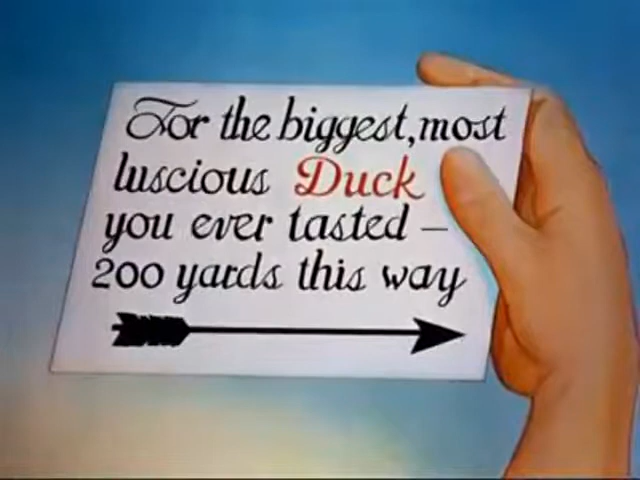 For the biggest, most
luscious Duck
you ever tasted –
200 yards this way